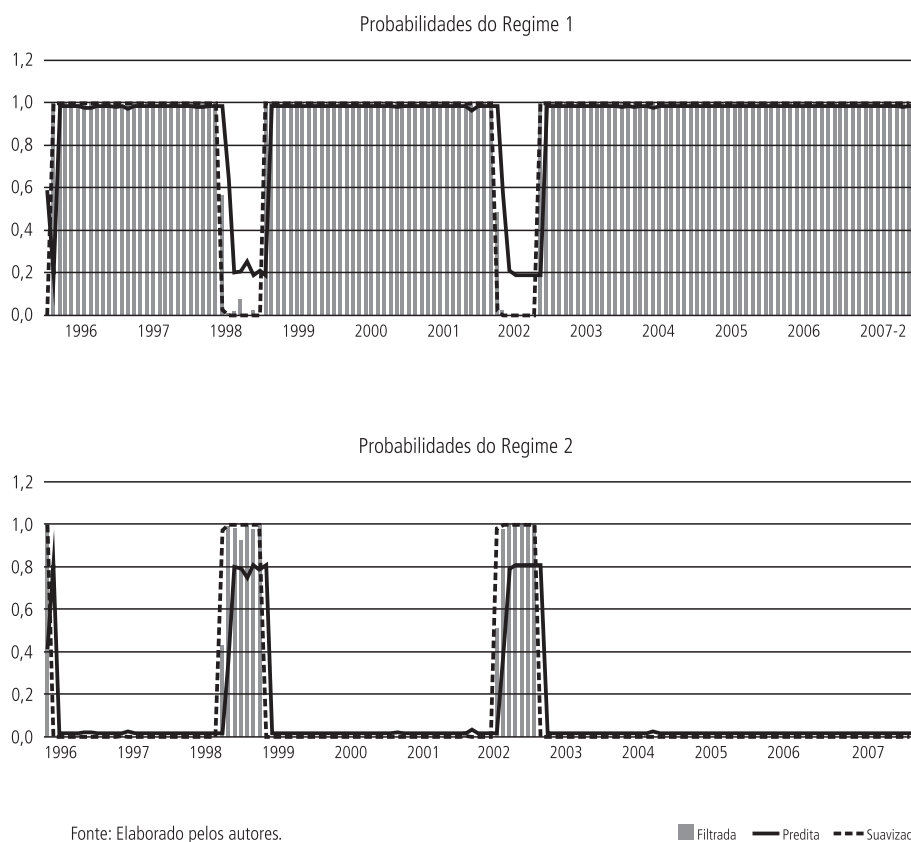 Probabilidades do Regime 1
1,2
1,0
0,8
0,6
0,4
0,2
0,0
1996 1997 1998 1999 2000 2001 2002 2003 2004 2005 2006 2007-2
Probabilidades do Regime 2
1,2
1,0
0,8
0,6
0,4
0,2
0,0
1996 1997 1998 1999 2000 2001 2002 2003 2004 2005 2006 2007
Fonte: Elaborado pelos autores. Filtrada Predita Suavizad